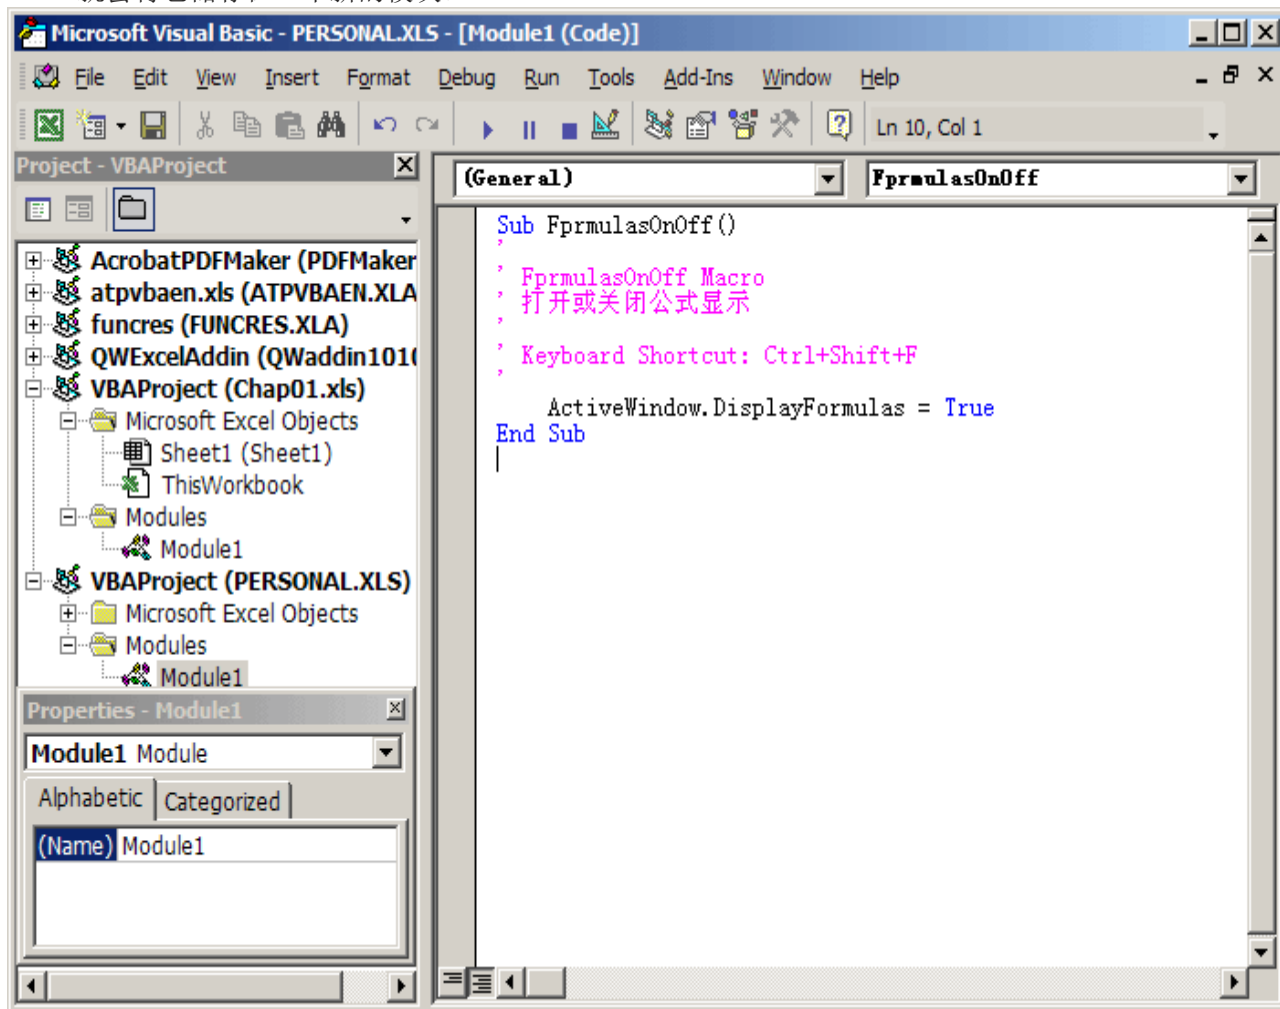 Microsoft Visual Basic - PERSONAL.XLS - [Module1 (Code)]
File Edit View Insert Format Debug Run Tools Add-Ins Window Help
Ln 10, Col 1
Project - VBAProject
AcrobatPDFMaker (PDFMaker
atpvbaen.xls (ATPVBAEN.XLA
funcres (FUNCRES.XLA)
QWExcelAddin (QWaddin101
VBAProject (Chap01.xls)
Microsoft Excel Objects
Sheet1 (Sheet1)
ThisWorkbook
Modules
Module1
VBAProject (PERSONAL.XLS)
Microsoft Excel Objects
Modules
Module1
Properties - Module1
Module1 Module
Alphabetic Categorized
(Name) Module1
(General) FprmulasOnOff
Sub FprmulasOnOff()
'
' FprmulasOnOff Macro
' 打开或关闭公式显示
'
' Keyboard Shortcut: Ctrl+Shift+F
'
ActiveWindow.DisplayFormulas = True
End Sub